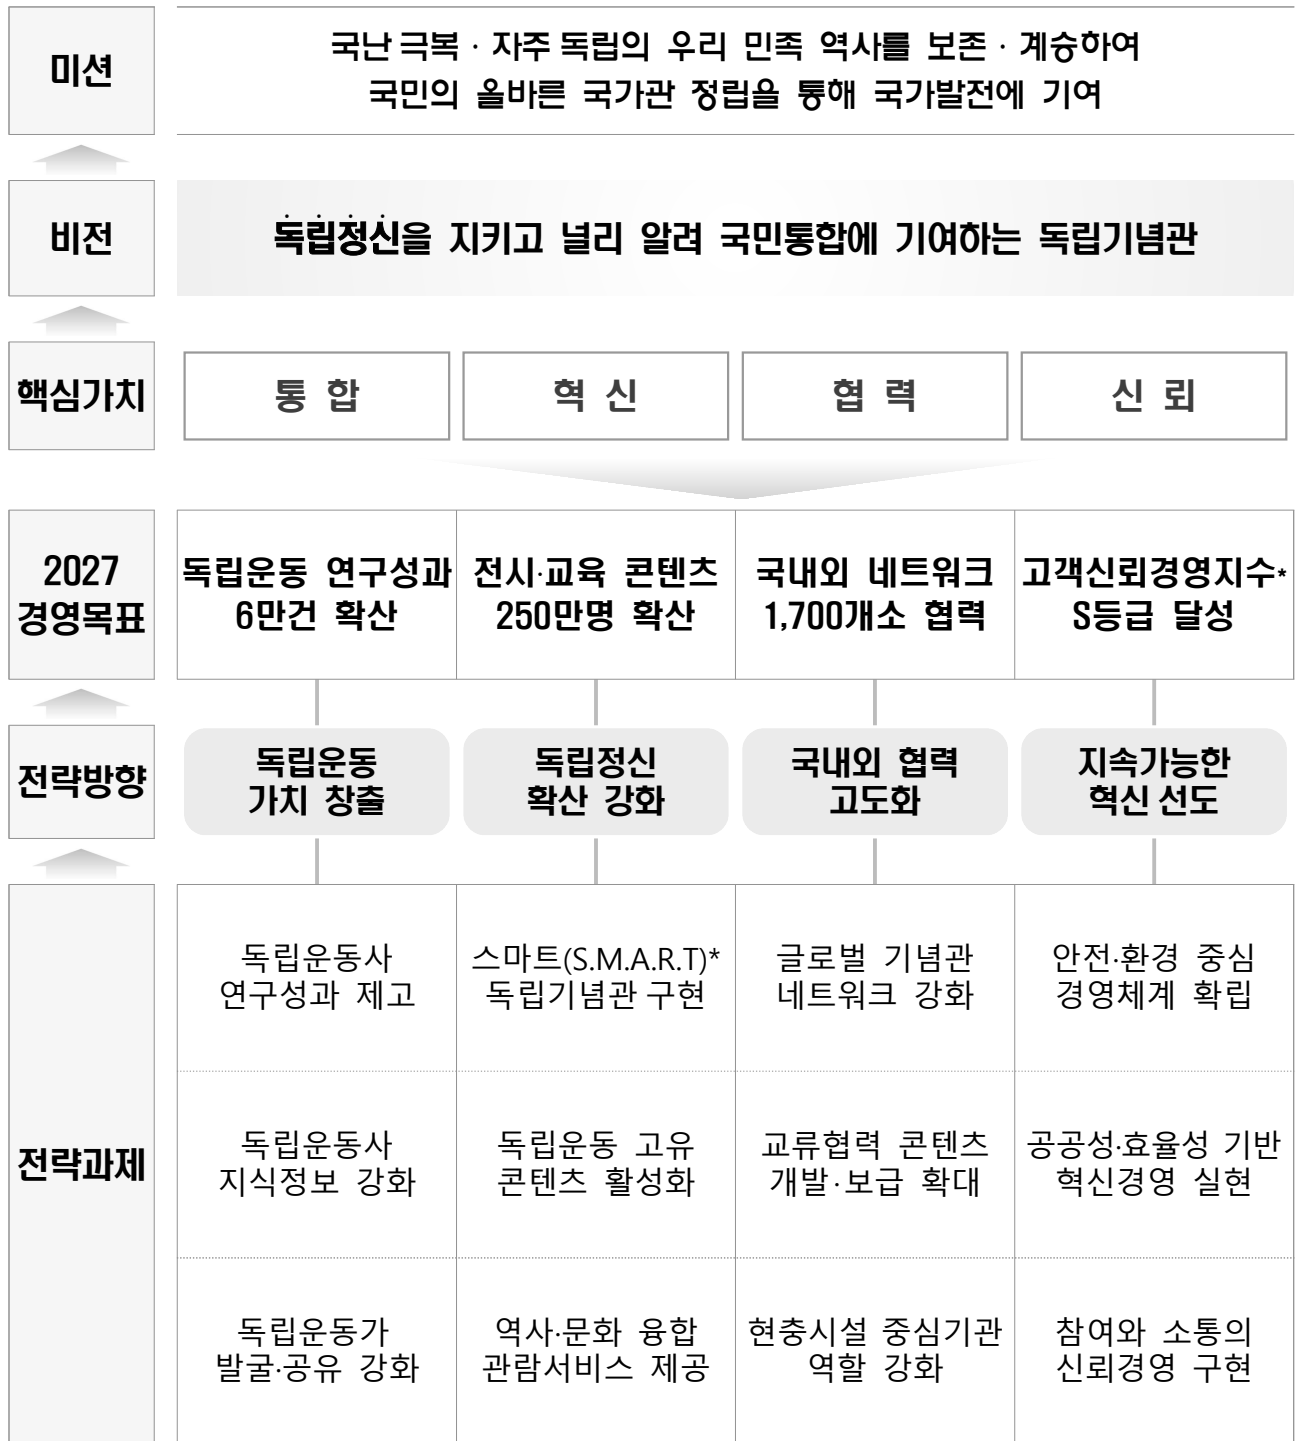 미션
국난 극복 · 자주 독립의 우리 민족 역사를 보존 · 계승하여
국민의 올바른 국가관 정립을 통해 국가발전에 기여
비전
독립정신을 지키고 널리 알려 국민통합에 기여하는 독립기념관
핵심가치
통 합
혁 신
협 력
신 뢰
2027
경영목표
독립운동 연구성과
6만건 확산
전시·교육 콘텐츠
250만명 확산
국내외 네트워크
1,700개소 협력
고객신뢰경영지수*
S등급 달성
전략방향
독립운동
가치 창출
독립정신
확산 강화
국내외 협력
고도화
지속가능한
혁신 선도
전략과제
독립운동사
연구성과 제고
스마트(S.M.A.R.T)*
독립기념관 구현
글로벌 기념관
네트워크 강화
안전·환경 중심
경영체계 확립
독립운동사
지식정보 강화
독립운동 고유
콘텐츠 활성화
교류협력 콘텐츠
개발·보급 확대
공공성·효율성 기반
혁신경영 실현
독립운동가
발굴·공유 강화
역사·문화 융합
관람서비스 제공
현충시설 중심기관
역할 강화
참여와 소통의
신뢰경영 구현